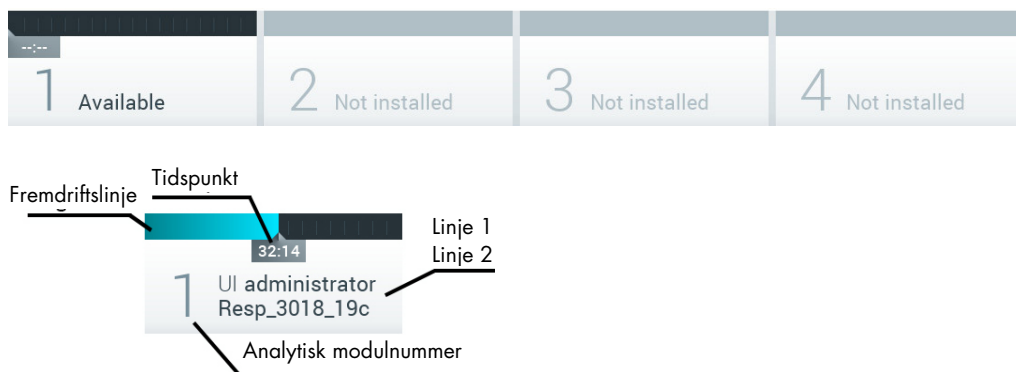 --:--
1 Available
2 Not installed
3 Not installed
4 Not installed
Fremdriftslinje
Tidspunkt
32:14
Linje 1
Linje 2
1
UI administrator
Resp_3018_19c
Analytisk modulnummer